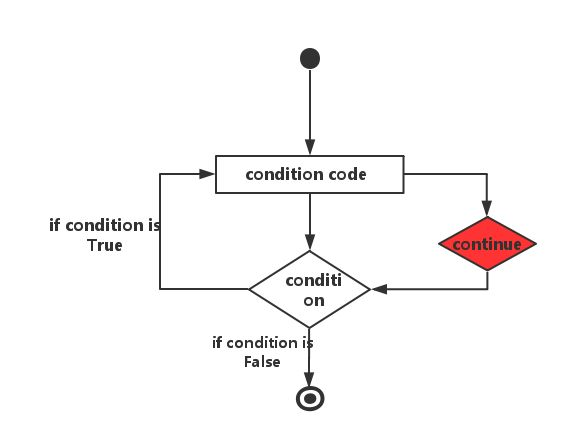 condition code
if condition is
True
continue
conditi
on
if condition is
False